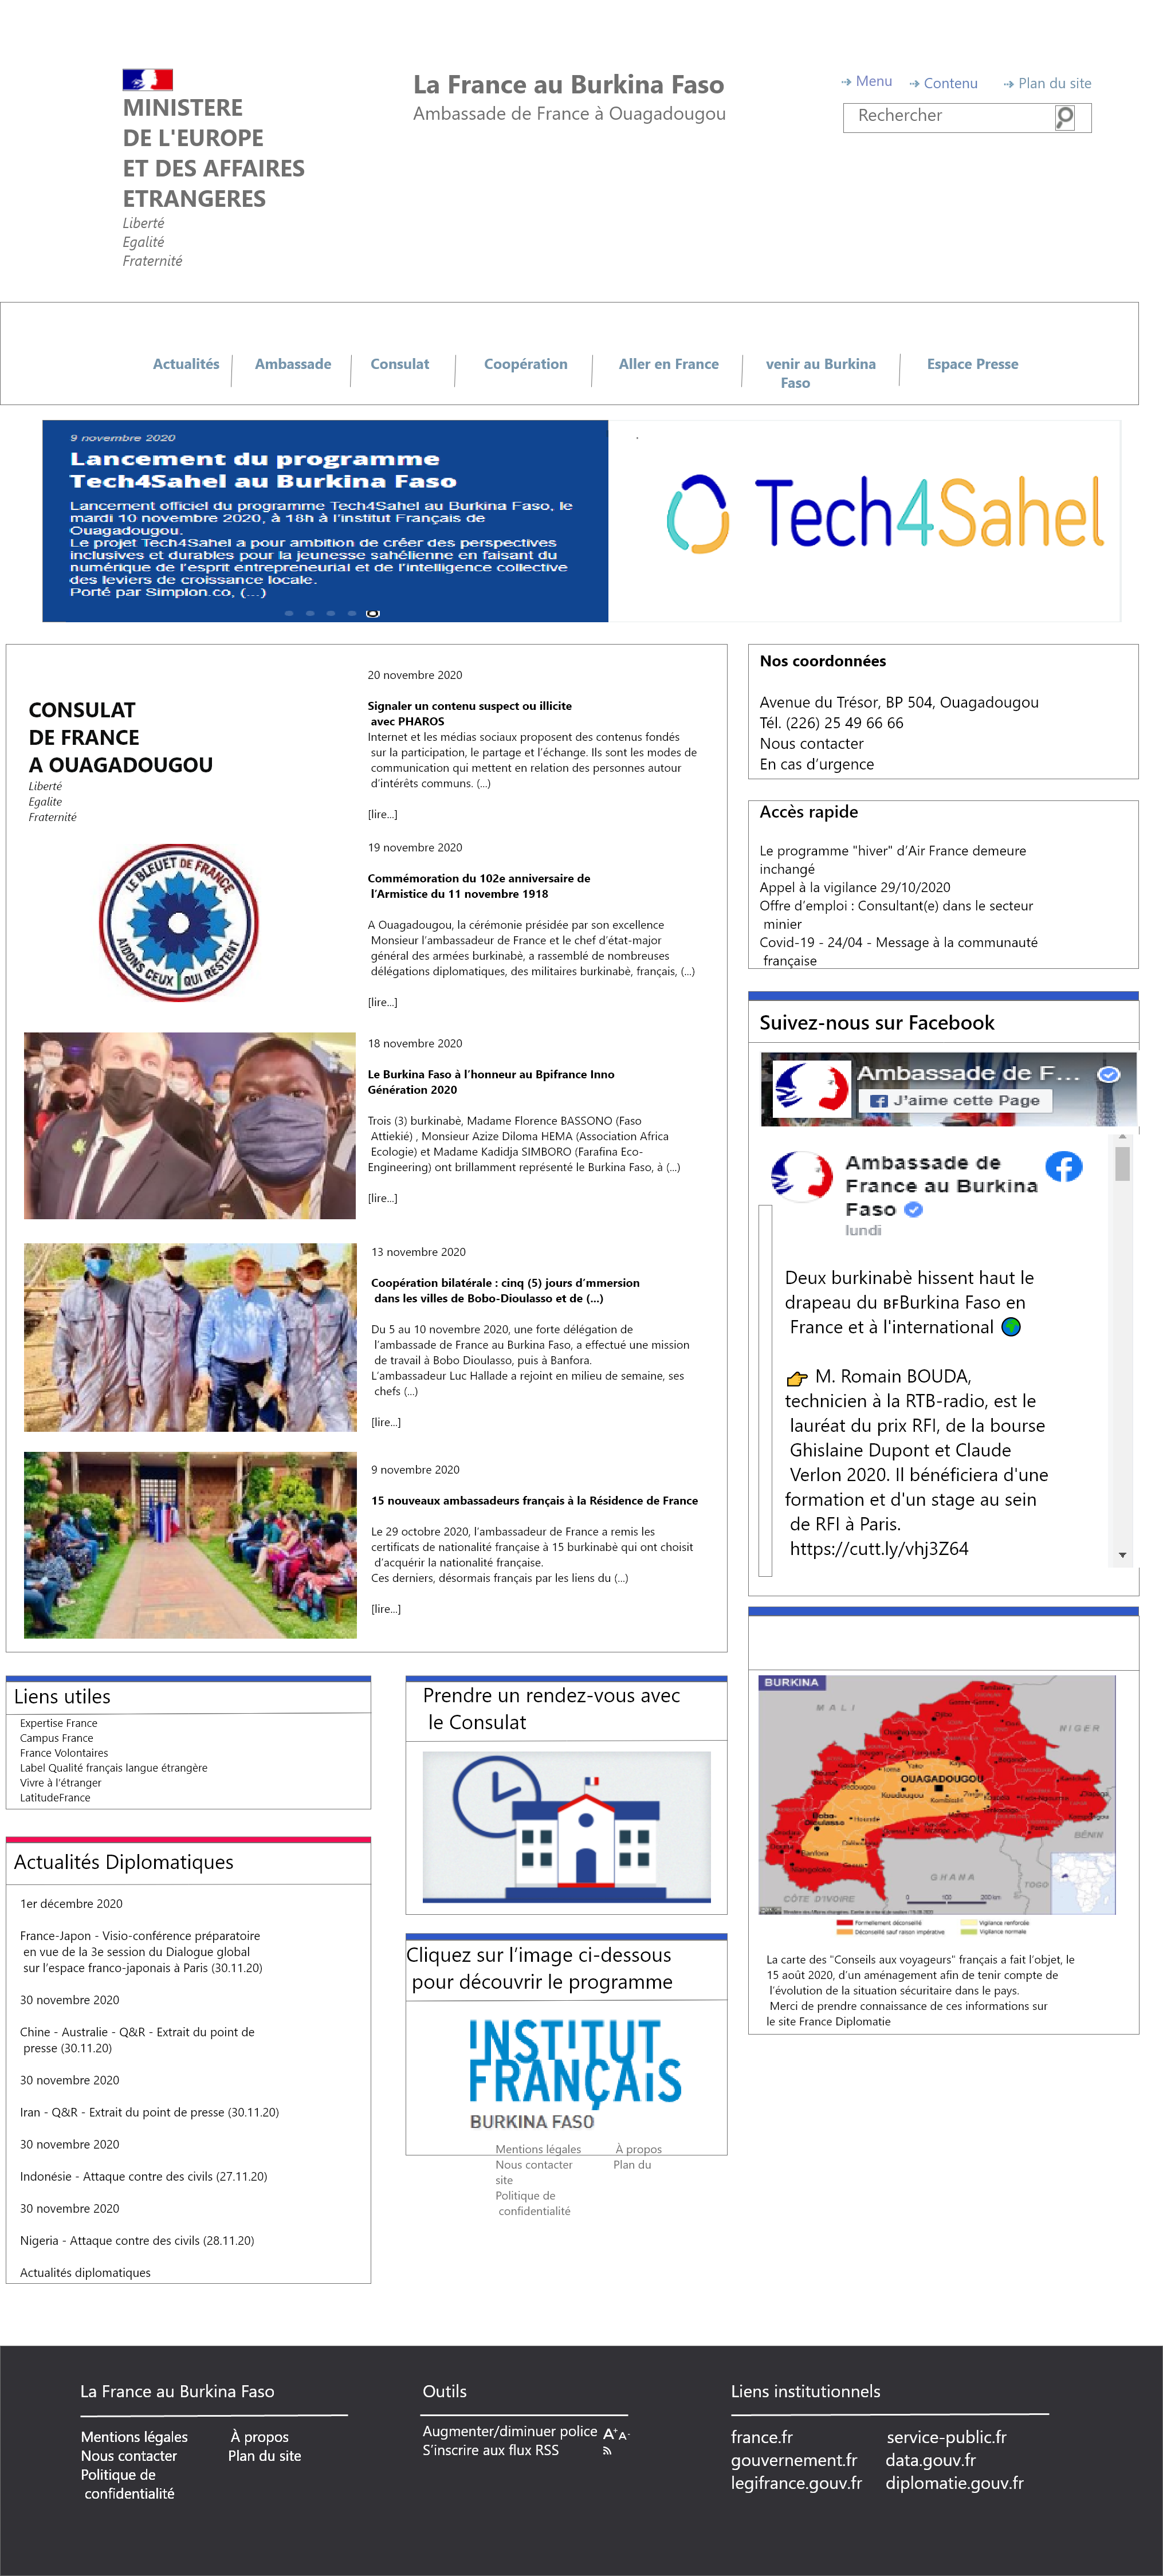 MINISTERE
DE L'EUROPE
ET DES AFFAIRES
ETRANGERES
Liberté
Egalité
Fraternité
La France au Burkina Faso
Ambassade de France à Ouagadougou
Menu
Contenu
Plan du site
Rechercher
Actualités
Ambassade
Consulat
Coopération
Aller en France
venir au Burkina
Faso
Espace Presse
9 novembre 2020
Lancement du programme
Tech4Sahel au Burkina Faso
Lancement officiel du programme Tech4Sahel au Burkina Faso, le
mardi 10 novembre 2020, à 18h à l'institut Français de
Ouagadougou.
Le projet Tech4Sahel a pour ambition de créer des perspectives
inclusives et durables pour la jeunesse sahélienne en faisant du
numérique de l'esprit entrepreneurial et de l'intelligence collective
des leviers de croissance locale.
Porté par Simplon.co, (...)
Tech4Sahel
CONSULAT
DE FRANCE
A OUAGADOUGOU
Liberté
Egalite
Fraternité
20 novembre 2020
Signaler un contenu suspect ou illicite
avec PHAROS
Internet et les médias sociaux proposent des contenus fondés
sur la participation, le partage et l'échange. Ils sont les modes de
communication qui mettent en relation des personnes autour
d'intérêts communs. (...)
[lire...]
LE BLEUET DE FRANCE
AIDONS CEUX QUI RESTENT
19 novembre 2020
Commémoration du 102e anniversaire de
l'Armistice du 11 novembre 1918
A Ouagadougou, la cérémonie présidée par son excellence
Monsieur l'ambassadeur de France et le chef d'état-major
général des armées burkinabè, a rassemblé de nombreuses
délégations diplomatiques, des militaires burkinabè, français, (...)
[lire...]
18 novembre 2020
Le Burkina Faso à l'honneur au Bpifrance Inno
Génération 2020
Trois (3) burkinabè, Madame Florence BASSONO (Faso
Attiekié) , Monsieur Azize Diloma HEMA (Association Africa
Ecologie) et Madame Kadidja SIMBORO (Farafina Eco-
Engineering) ont brillamment représenté le Burkina Faso, à (...)
[lire...]
13 novembre 2020
Coopération bilatérale : cinq (5) jours d'mmersion
dans les villes de Bobo-Dioulasso et de (...)
Du 5 au 10 novembre 2020, une forte délégation de
l'ambassade de France au Burkina Faso, a effectué une mission
de travail à Bobo Dioulasso, puis à Banfora.
L'ambassadeur Luc Hallade a rejoint en milieu de semaine, ses
chefs (...)
[lire...]
9 novembre 2020
15 nouveaux ambassadeurs français à la Résidence de France
Le 29 octobre 2020, l'ambassadeur de France a remis les
certificats de nationalité française à 15 burkinabè qui ont choisit
d'acquérir la nationalité française.
Ces derniers, désormais français par les liens du (...)
[lire...]
Nos coordonnées
Avenue du Trésor, BP 504, Ouagadougou
Tél. (226) 25 49 66 66
Nous contacter
En cas d'urgence
Accès rapide
Le programme "hiver" d'Air France demeure
inchangé
Appel à la vigilance 29/10/2020
Offre d'emploi : Consultant(e) dans le secteur
minier
Covid-19 - 24/04 - Message à la communauté
française
Suivez-nous sur Facebook
Ambassade de F...
J'aime cette Page
Ambassade de
France au Burkina
Faso
lundi
Deux burkinabè hissent haut le
drapeau du BFBurkina Faso en
France et à l'international 🌍
👉 M. Romain BOUDA,
technicien à la RTB-radio, est le
lauréat du prix RFI, de la bourse
Ghislaine Dupont et Claude
Verlon 2020. Il bénéficiera d'une
formation et d'un stage au sein
de RFI à Paris.
https://cutt.ly/vhj3Z64
BURKINA
MALI
NIGER
OUAGADOUGOU
Koudougou
Bobo-
Dioulasso
Banfora
BÉNIN
GHANA
TOGO
CÔTE D'IVOIRE
Formellement déconseillé
Vigilance renforcée
Déconseillé sauf raison impérative
Vigilance normale
La carte des "Conseils aux voyageurs" français a fait l'objet, le
15 août 2020, d'un aménagement afin de tenir compte de
l'évolution de la situation sécuritaire dans le pays.
Merci de prendre connaissance de ces informations sur
le site France Diplomatie
Liens utiles
Expertise France
Campus France
France Volontaires
Label Qualité français langue étrangère
Vivre à l'étranger
LatitudeFrance
Actualités Diplomatiques
1er décembre 2020
France-Japon - Visio-conférence préparatoire
en vue de la 3e session du Dialogue global
sur l'espace franco-japonais à Paris (30.11.20)
30 novembre 2020
Chine - Australie - Q&R - Extrait du point de
presse (30.11.20)
30 novembre 2020
Iran - Q&R - Extrait du point de presse (30.11.20)
30 novembre 2020
Indonésie - Attaque contre des civils (27.11.20)
30 novembre 2020
Nigeria - Attaque contre des civils (28.11.20)
Actualités diplomatiques
Prendre un rendez-vous avec
le Consulat
Cliquez sur l'image ci-dessous
pour découvrir le programme
INSTITUT
FRANÇAIS
BURKINA FASO
Mentions légales À propos
Nous contacter Plan du
site
Politique de
confidentialité
La France au Burkina Faso
Mentions légales À propos
Nous contacter Plan du site
Politique de
confidentialité
Outils
Augmenter/diminuer police A+ A-
S'inscrire aux flux RSS
Liens institutionnels
france.fr service-public.fr
gouvernement.fr data.gouv.fr
legifrance.gouv.fr diplomatie.gouv.fr